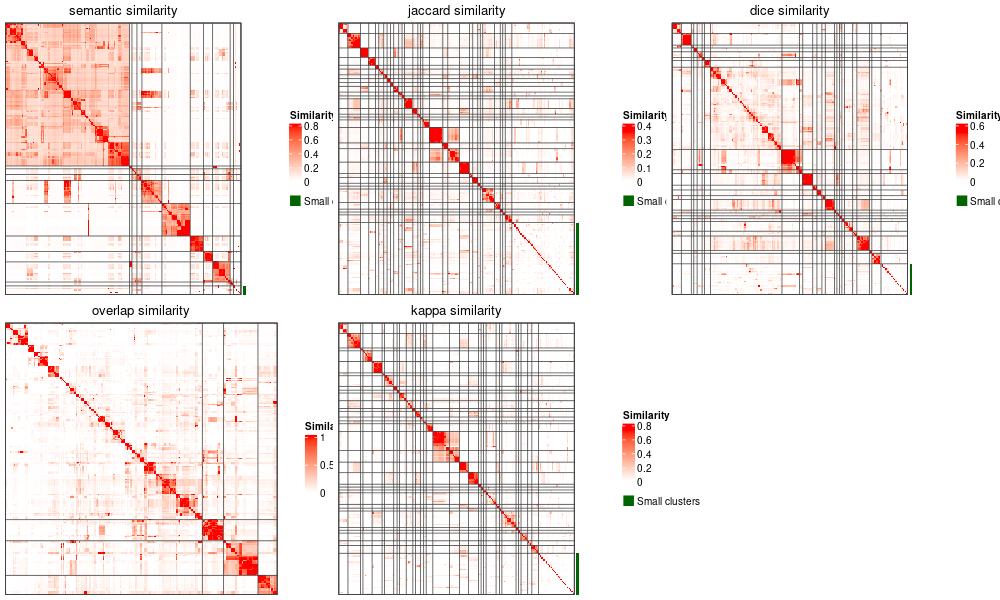 semantic similarity
Similarity
0.8
0.6
0.4
0.2
0
Small
jaccard similarity
Similarity
0.4
0.3
0.2
0.1
0
Small
dice similarity
Similarity
0.6
0.4
0.2
0
Small
overlap similarity
Simila
1
0.5
0
kappa similarity
Similarity
0.8
0.6
0.4
0.2
0
Small clusters